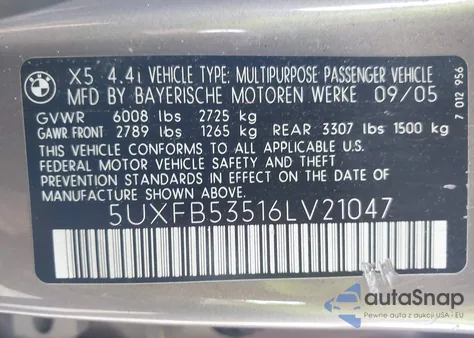 BMW
X5 4.4i VEHICLE TYPE: MULTIPURPOSE PASSENGER VEHICLE
MFD BY BAYERISCHE MOTOREN WERKE 09/05
GVWR 6008 lbs 2725 kg
GAWR FRONT 2789 lbs 1265 kg REAR 3307 lbs 1500 kg
THIS VEHICLE CONFORMS TO ALL APPLICABLE
FEDERAL MOTOR VEHICLE SAFETY AND THEFT
PREVENTION STANDARDS IN EFFECT ON THE DATE OF
MANUFACTURE SHOWN ABOVE.
5UXFB53516LV21047
7 012 956
autoSnap
Pewne auta z aukcji USA - EU